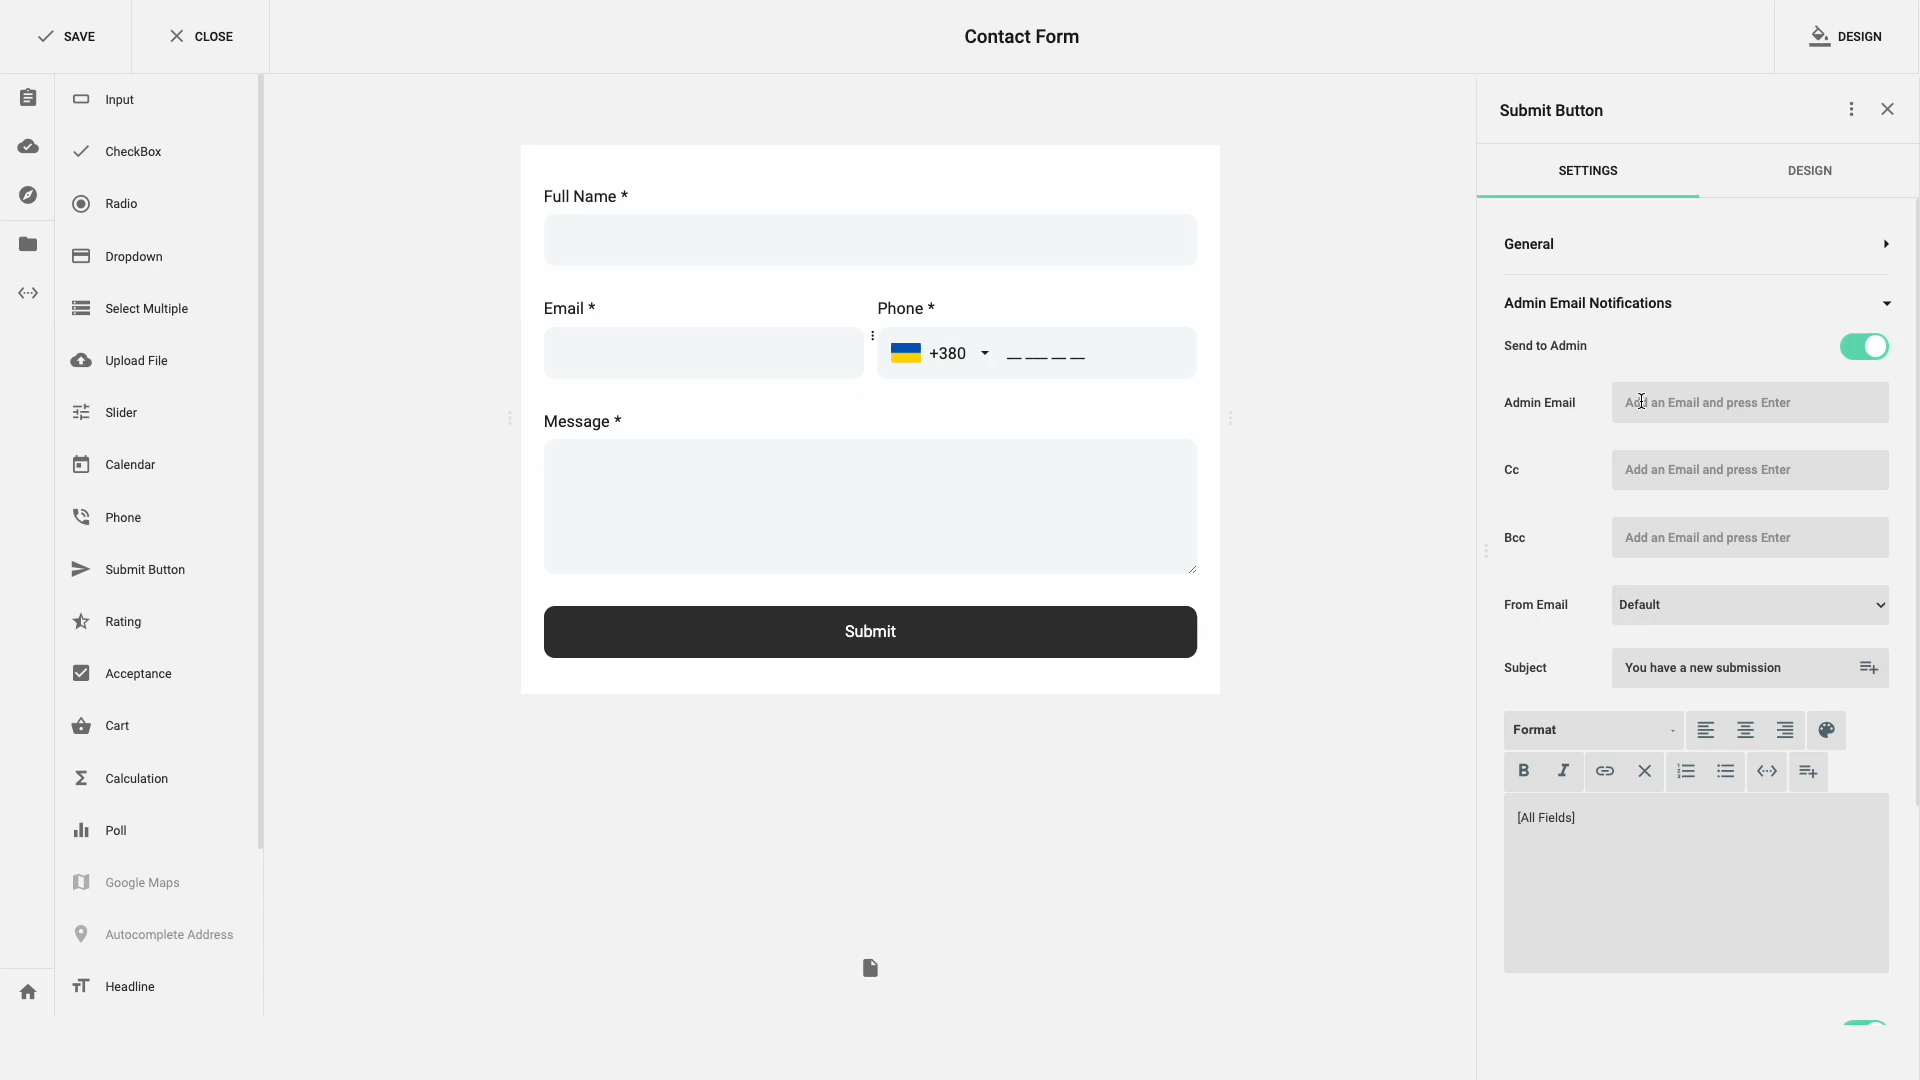 SAVE
CLOSE
Contact Form
DESIGN
Input
CheckBox
Radio
Dropdown
Select Multiple
Upload File
Slider
Calendar
Phone
Submit Button
Rating
Acceptance
Cart
Calculation
Poll
Google Maps
Autocomplete Address
Headline
Full Name *
Email *
Phone *
+380
__ ___ __ __
Message *
Submit
Submit Button
SETTINGS
DESIGN
General
Admin Email Notifications
Send to Admin
Admin Email
Add an Email and press Enter
Cc
Add an Email and press Enter
Bcc
Add an Email and press Enter
From Email
Default
Subject
You have a new submission
Format
B I
[All Fields]